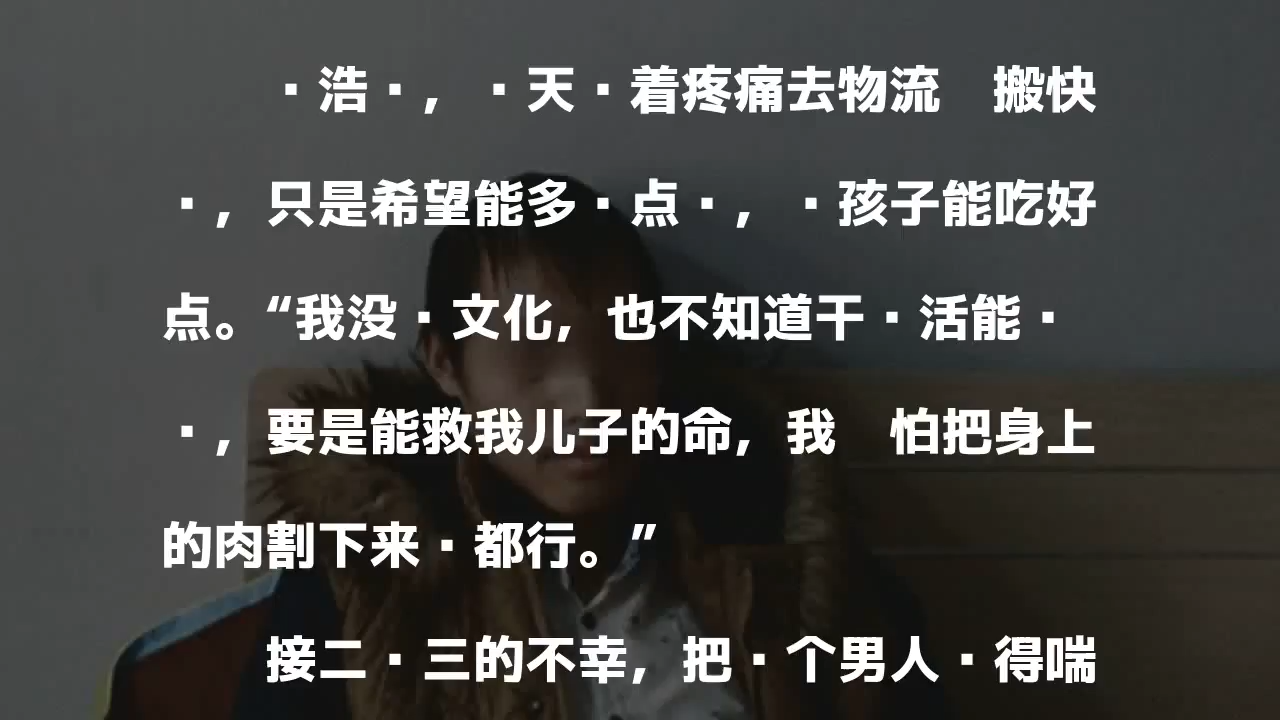 ·浩·，·天·着疼痛去物流　搬快
·，只是希望能多·点·，·孩子能吃好
点。“我没·文化，也不知道干·活能·
·，要是能救我儿子的命，我　怕把身上
的肉割下来·都行。”
接二·三的不幸，把·个男人·得喘